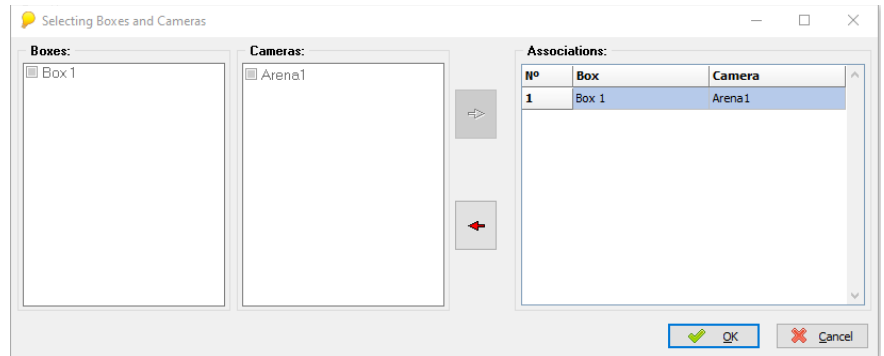 Selecting Boxes and Cameras
Boxes:
Box 1
Cameras:
Arena1
Associations:
Nº Box Camera
1 Box 1 Arena1
OK Cancel